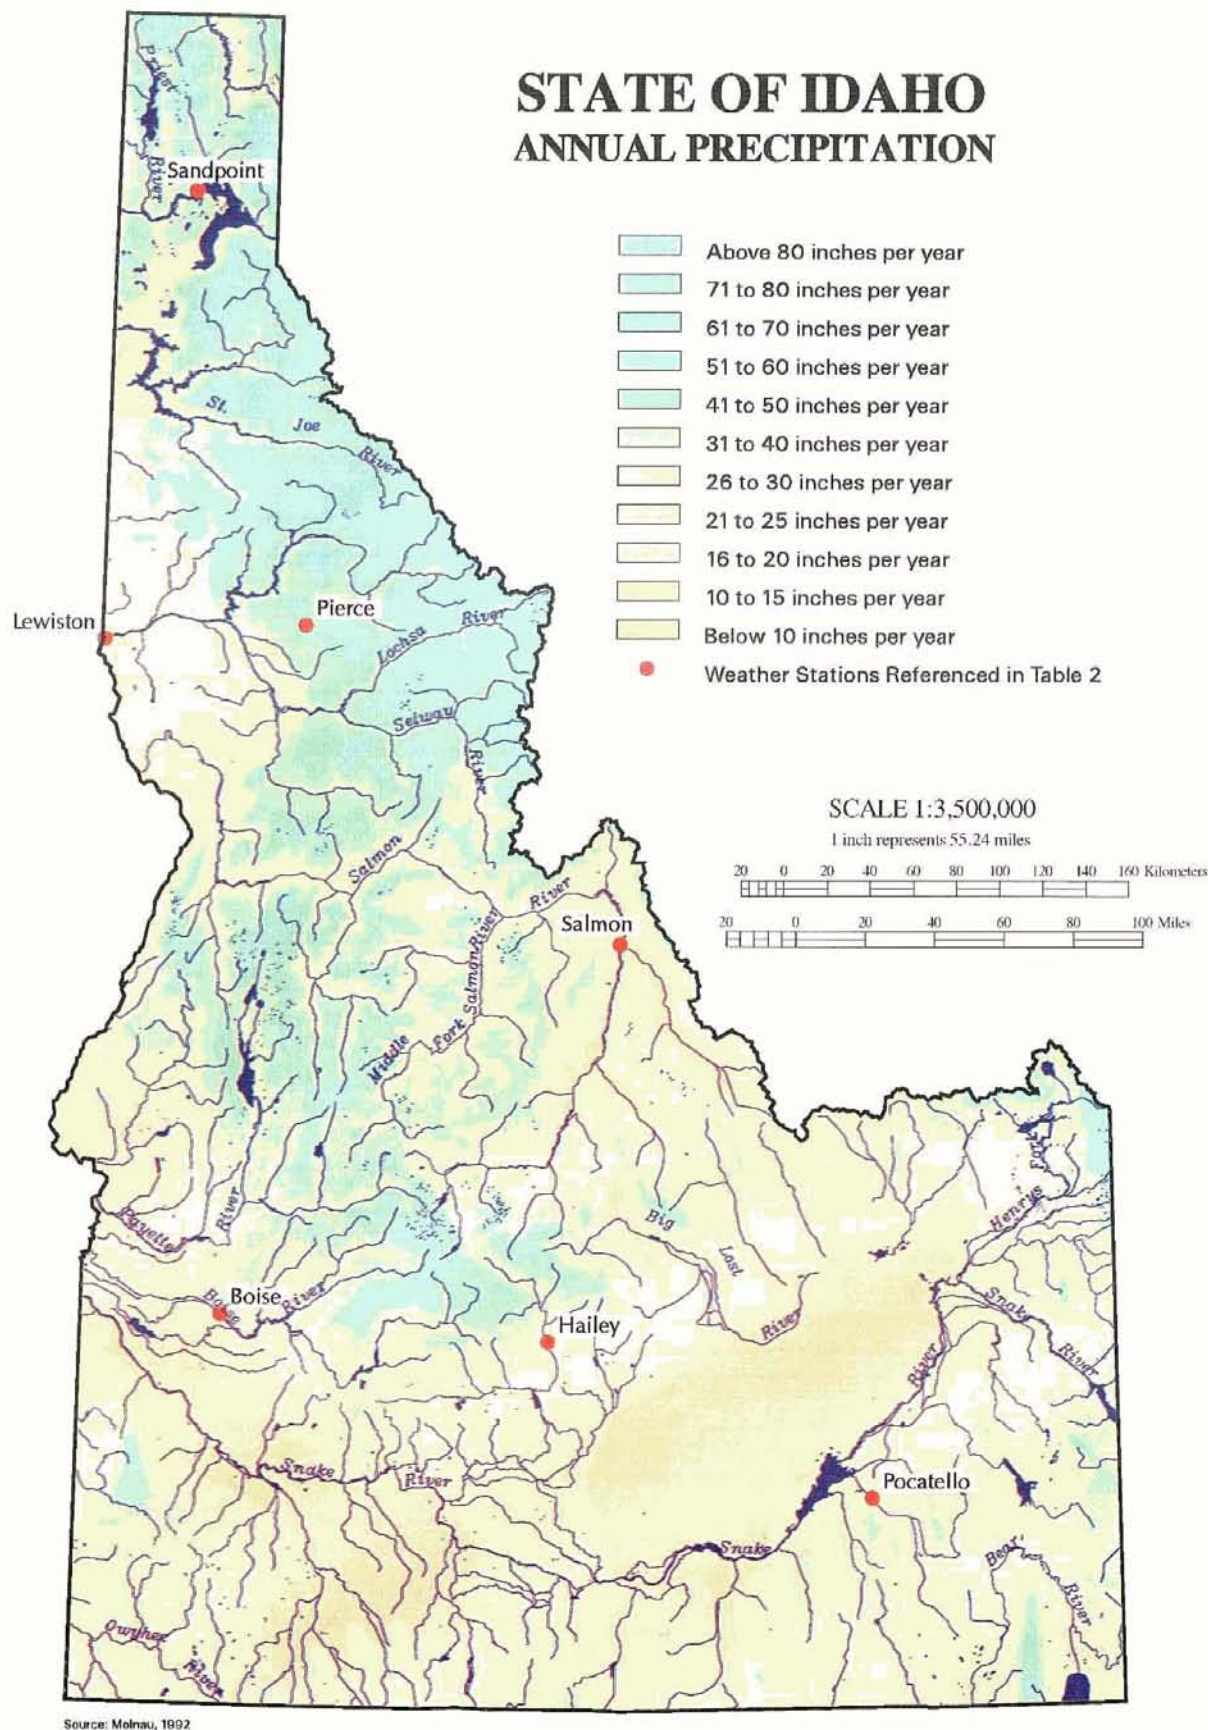 STATE OF IDAHO
ANNUAL PRECIPITATION
Above 80 inches per year
71 to 80 inches per year
61 to 70 inches per year
51 to 60 inches per year
41 to 50 inches per year
31 to 40 inches per year
26 to 30 inches per year
21 to 25 inches per year
16 to 20 inches per year
10 to 15 inches per year
Below 10 inches per year
Weather Stations Referenced in Table 2
SCALE 1:3,500,000
1 inch represents 55.24 miles
20 0 20 40 60 80 100 120 140 160 Kilometers
20 0 20 40 60 80 100 Miles
Priest
River
Sandpoint
St. Joe River
Lewiston
Pierce
Lochsa River
Selway
River
Salmon
River
Salmon
Middle Fork Salmon River
Payette
River
Henrys
Fork
Big Lost
River
Boise
Boise River
Hailey
Snake
River
River
Snake
River
Pocatello
Snake
Bear
River
Owyhee
River
Source: Molnau, 1992